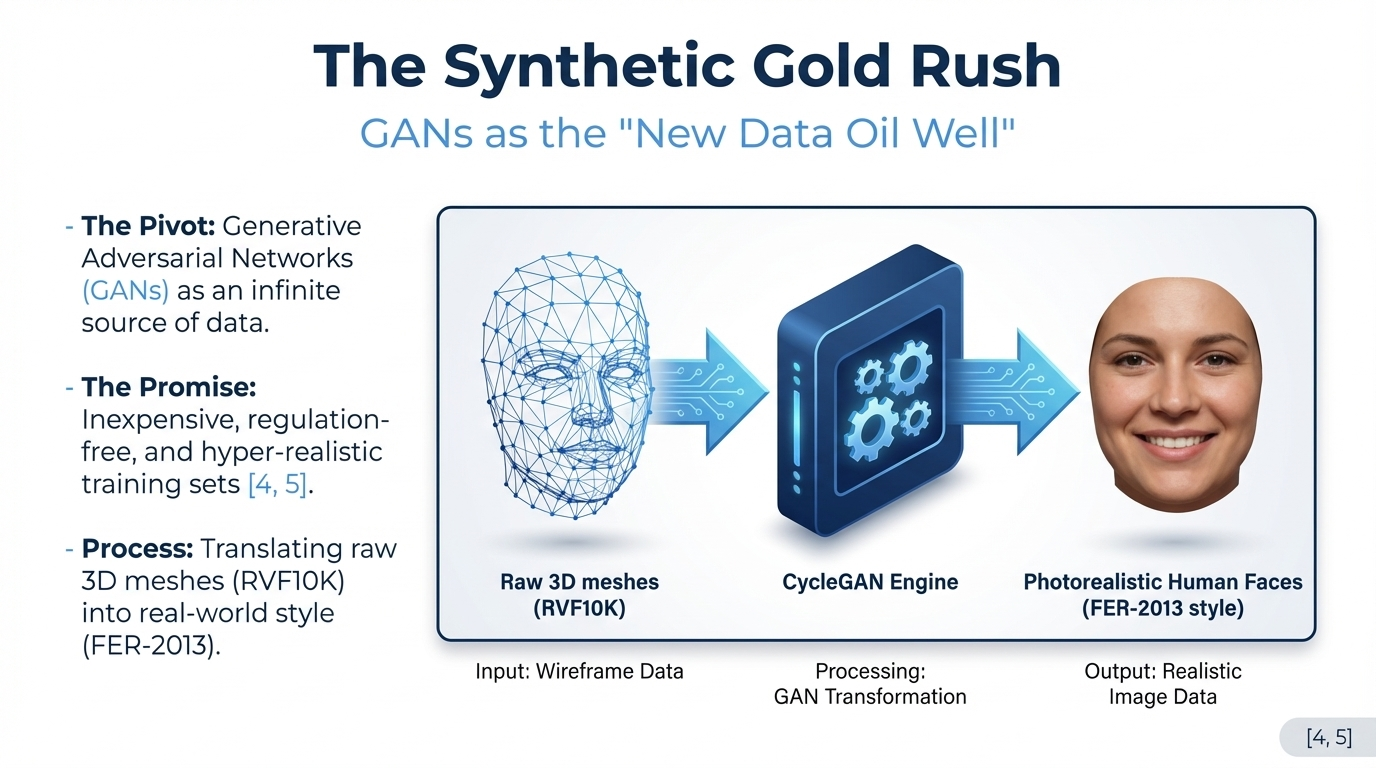 The Synthetic Gold Rush
GANs as the "New Data Oil Well"
- The Pivot: Generative
Adversarial Networks
(GANs) as an infinite
source of data.
- The Promise:
Inexpensive, regulation-
free, and hyper-realistic
training sets [4, 5].
- Process: Translating raw
3D meshes (RVF10K)
into real-world style
(FER-2013).
Raw 3D meshes
(RVF10K)
CycleGAN Engine
Photorealistic Human Faces
(FER-2013 style)
Input: Wireframe Data
Processing:
GAN Transformation
Output: Realistic
Image Data
[4, 5]